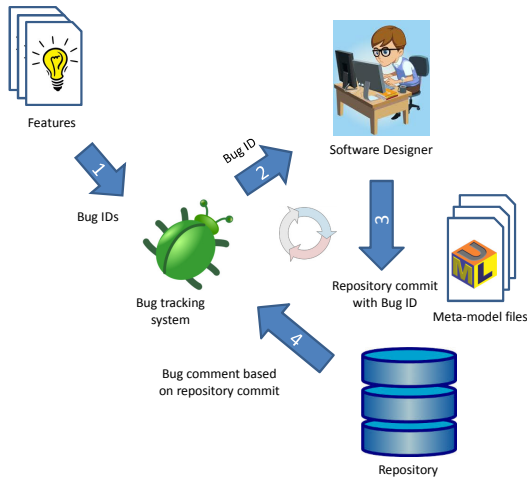 Features
1
Bug IDs
Bug ID
2
Software Designer
3
Bug tracking
system
Repository commit
with Bug ID
U
M L
Meta-model files
4
Bug comment based
on repository commit
Repository